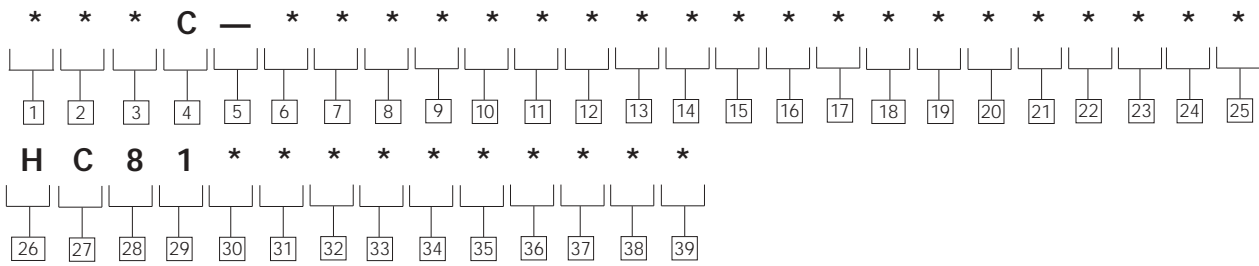 * * * C — * * * * * * * * * * * * * * * * * * * *
1 2 3 4 5 6 7 8 9 10 11 12 13 14 15 16 17 18 19 20 21 22 23 24 25
H C 8 1 * * * * * * * * * *
26 27 28 29 30 31 32 33 34 35 36 37 38 39